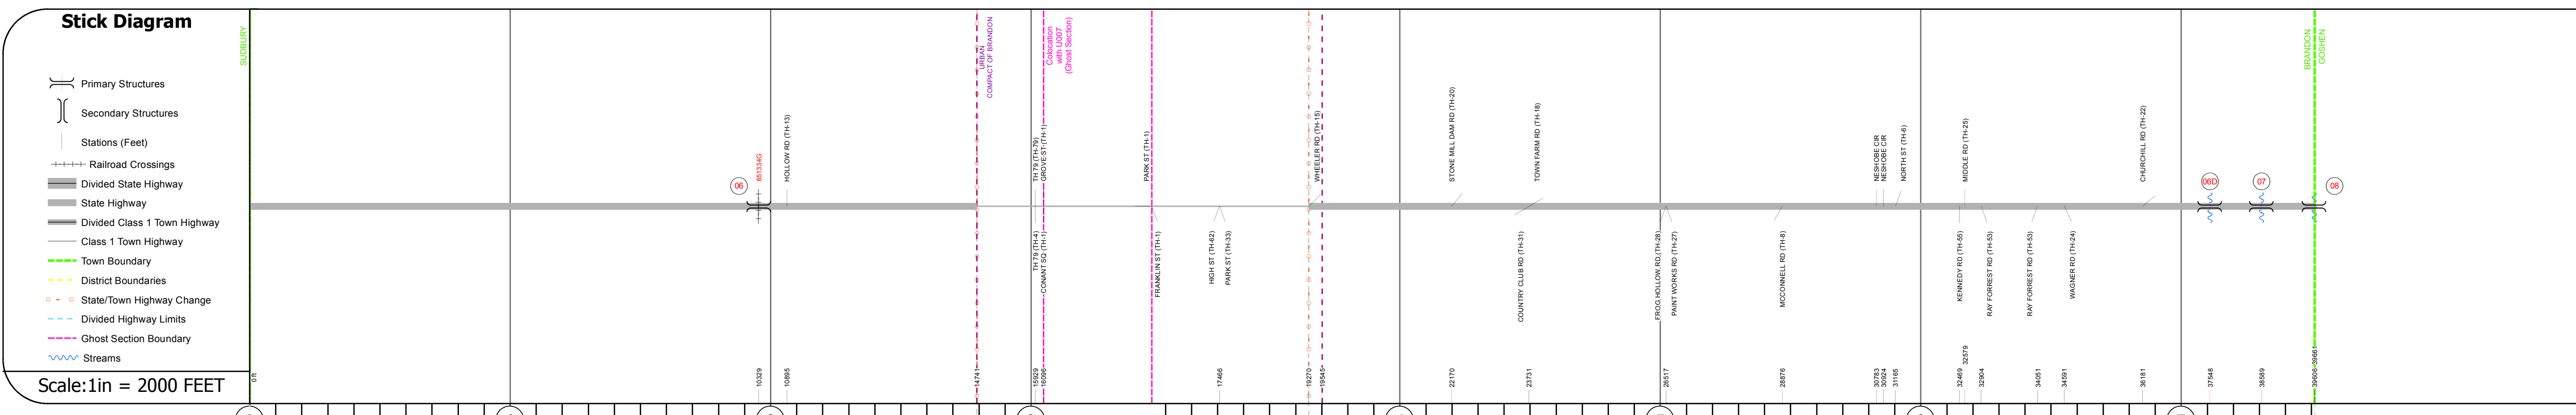 Stick Diagram
Primary Structures
Secondary Structures
Stations (Feet)
Railroad Crossings
Divided State Highway
State Highway
Divided Class 1 Town Highway
Class 1 Town Highway
Town Boundary
District Boundaries
State/Town Highway Change
Divided Highway Limits
Ghost Section Boundary
Streams
Scale:1in = 2000 FEET
SUDBURY
0 ft
06
851334G
10329
HOLLOW RD (TH-13)
10895
URBAN
COMPACT OF BRANDON
14741
Colocation
with U007
(Ghost Section)
TH 79 (TH-79)
GROVE ST (TH-1)
TH 79 (TH-4)
CONANT SQ (TH-1)
15929
16096
PARK ST (TH-1)
FRANKLIN ST (TH-1)
HIGH ST (TH-62)
PARK ST (TH-33)
17466
WHEELER RD (TH-15)
19270
19545
STONE MILL DAM RD (TH-20)
22170
TOWN FARM RD (TH-18)
COUNTRY CLUB RD (TH-31)
23731
FROG HOLLOW RD (TH-28)
PAINT WORKS RD (TH-27)
26517
MCCONNELL RD (TH-8)
28876
NESHOBE CIR
NESHOBE CIR
NORTH ST (TH-6)
30783
30924
31165
MIDDLE RD (TH-25)
KENNEDY RD (TH-55)
RAY FORREST RD (TH-53)
32469
32579
32904
RAY FORREST RD (TH-53)
34051
WAGNER RD (TH-24)
34591
CHURCHILL RD (TH-22)
36181
06D
37548
07
38589
BRANDON
GOSHEN
08
39606
39661